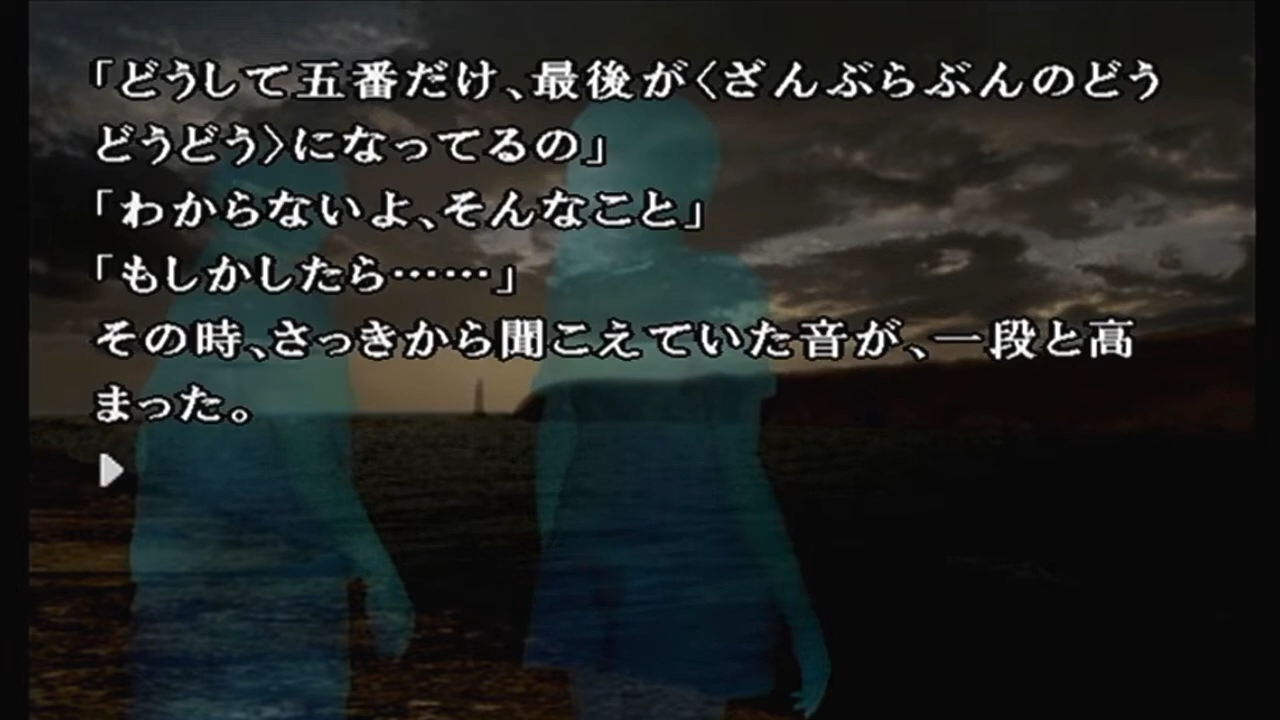 「どうして五番だけ、最後が〈ざんぶらぶんのどう
どうどう〉になってるの」
「わからないよ、そんなこと」
「もしかしたら……」
その時、さっきから聞こえていた音が、一段と高
まった。